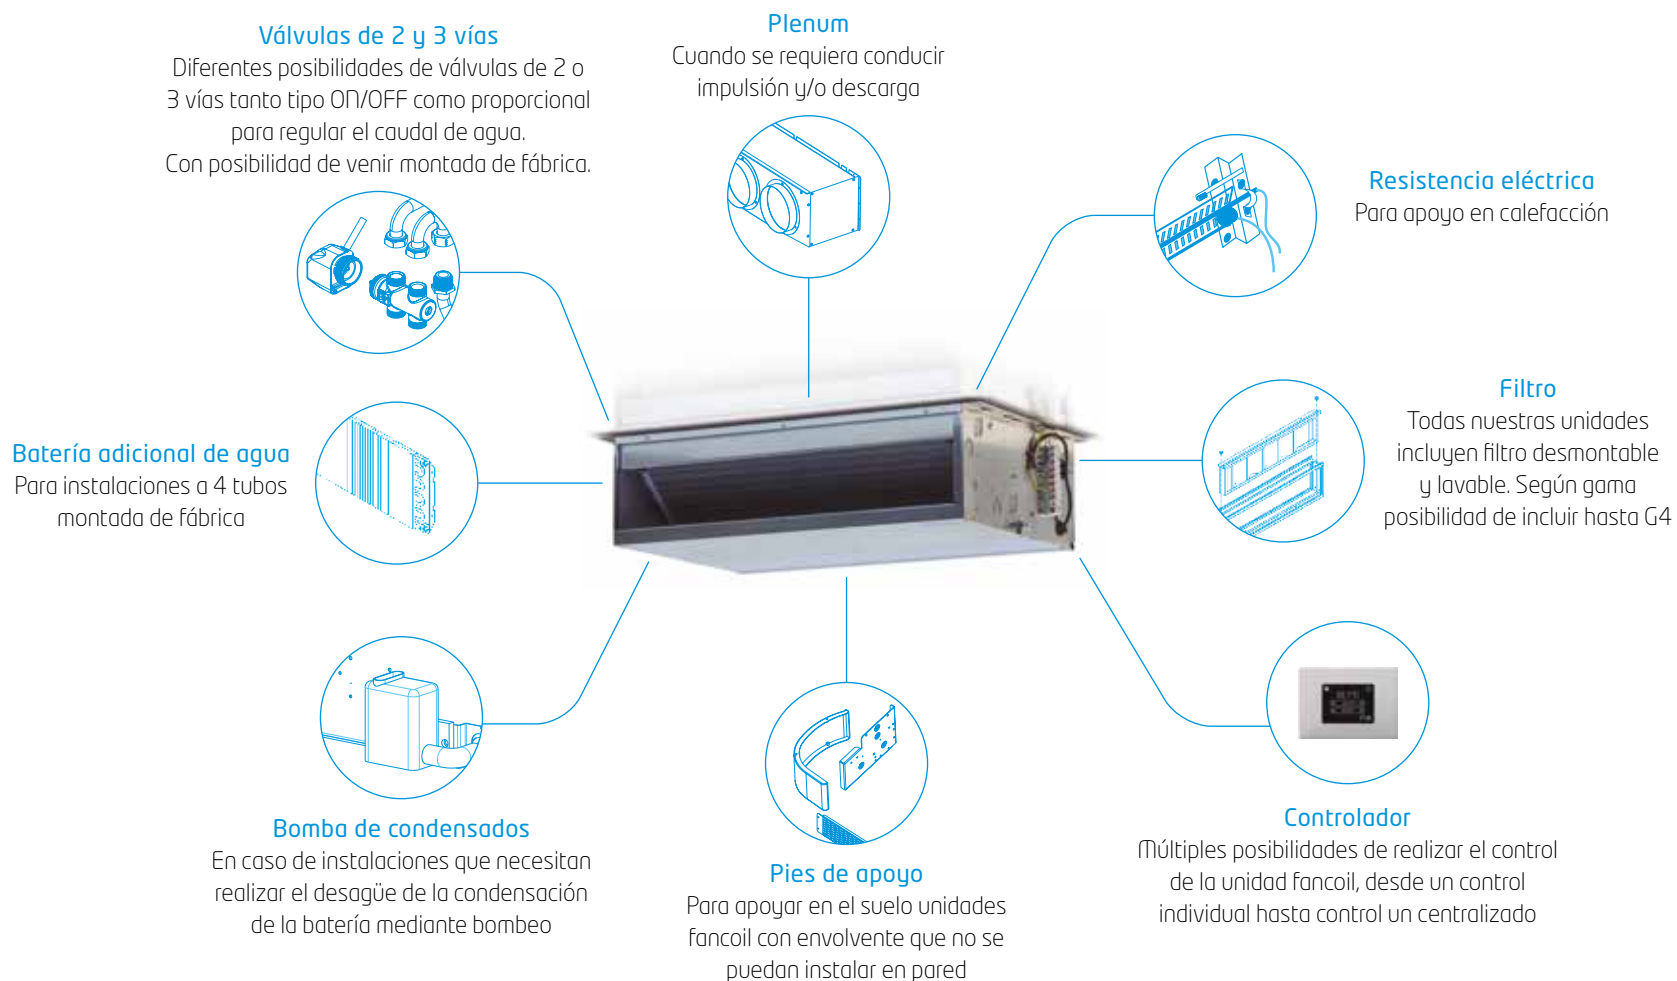 Válvulas de 2 y 3 vías
Diferentes posibilidades de válvulas de 2 o
3 vías tanto tipo ON/OFF como proporcional
para regular el caudal de agua.
Con posibilidad de venir montada de fábrica.
Plenum
Cuando se requiera conducir
impulsión y/o descarga
Resistencia eléctrica
Para apoyo en calefacción
Batería adicional de agua
Para instalaciones a 4 tubos
montada de fábrica
Filtro
Todas nuestras unidades
incluyen filtro desmontable
y lavable. Según gama
posibilidad de incluir hasta G4
Bomba de condensados
En caso de instalaciones que necesitan
realizar el desagüe de la condensación
de la batería mediante bombeo
Pies de apoyo
Para apoyar en el suelo unidades
fancoil con envolvente que no se
puedan instalar en pared
Controlador
Múltiples posibilidades de realizar el control
de la unidad fancoil, desde un control
individual hasta control un centralizado